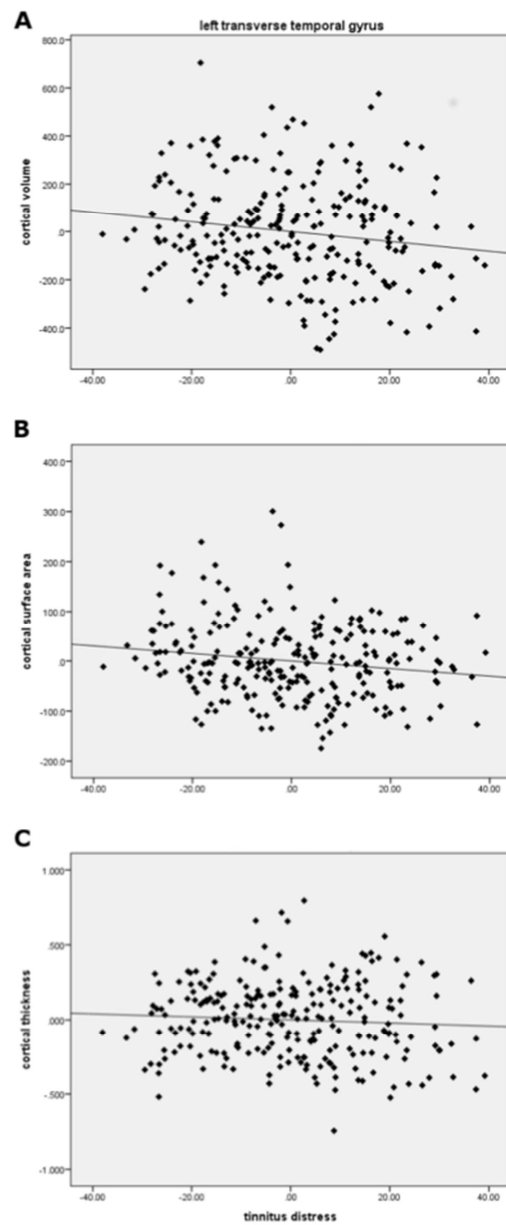 A
left transverse temporal gyrus
800.0
600.0
400.0
200.0
.0
-200.0
-400.0
cortical volume
-40.00 -20.00 .00 20.00 40.00
B
400.0
300.0
200.0
100.0
.0
-100.0
-200.0
cortical surface area
-40.00 -20.00 .00 20.00 40.00
C
1.000
.500
.000
-.500
-1.000
cortical thickness
-40.00 -20.00 .00 20.00 40.00
tinnitus distress